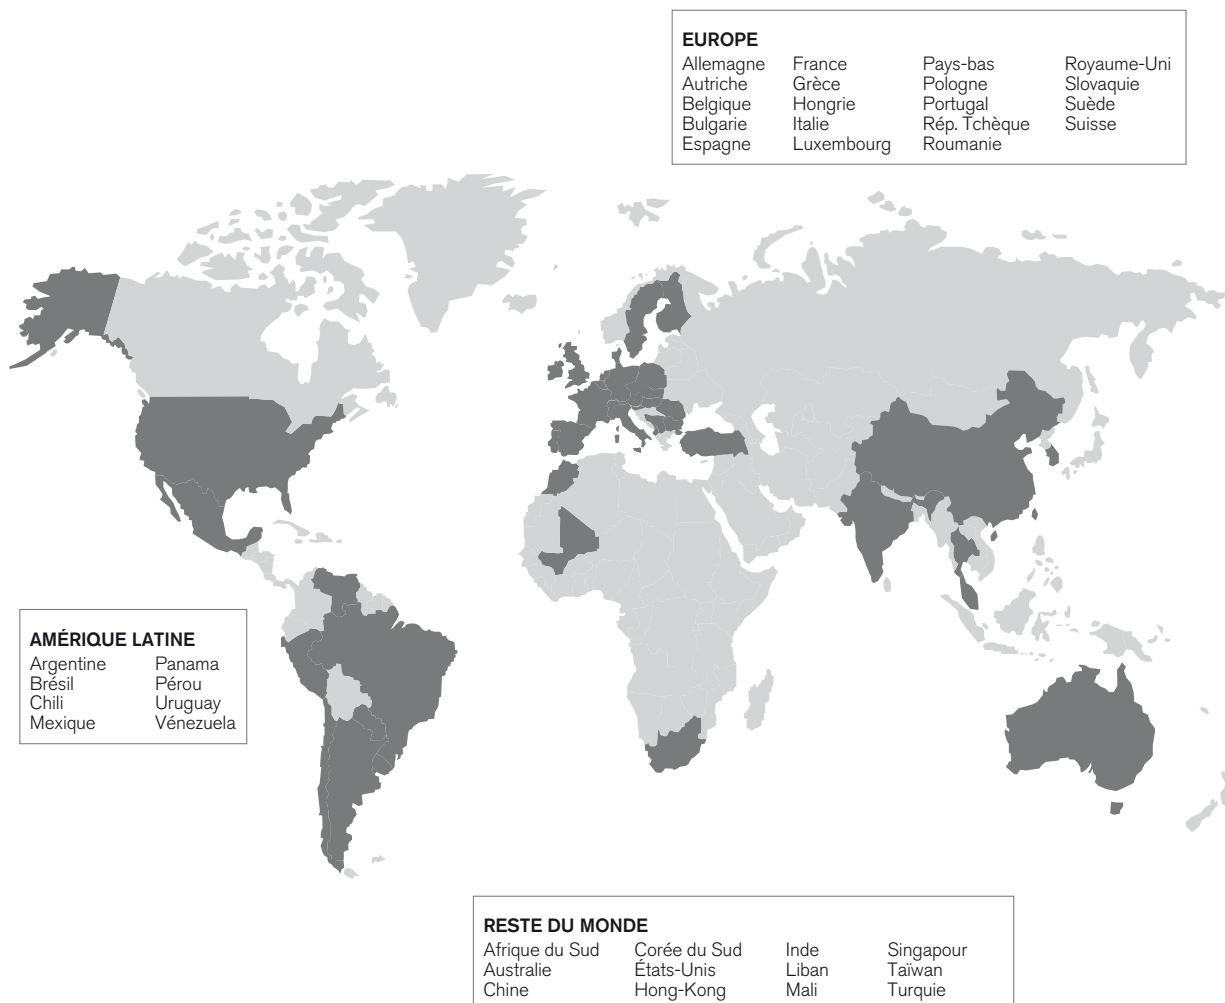 EUROPE
Allemagne France Pays-bas Royaume-Uni
Autriche Grèce Pologne Slovaquie
Belgique Hongrie Portugal Suède
Bulgarie Italie Rép. Tchèque Suisse
Espagne Luxembourg Roumanie
AMÉRIQUE LATINE
Argentine Panama
Brésil Pérou
Chili Uruguay
Mexique Vénezuela
RESTE DU MONDE
Afrique du Sud Corée du Sud Inde Singapour
Australie États-Unis Liban Taïwan
Chine Hong-Kong Mali Turquie